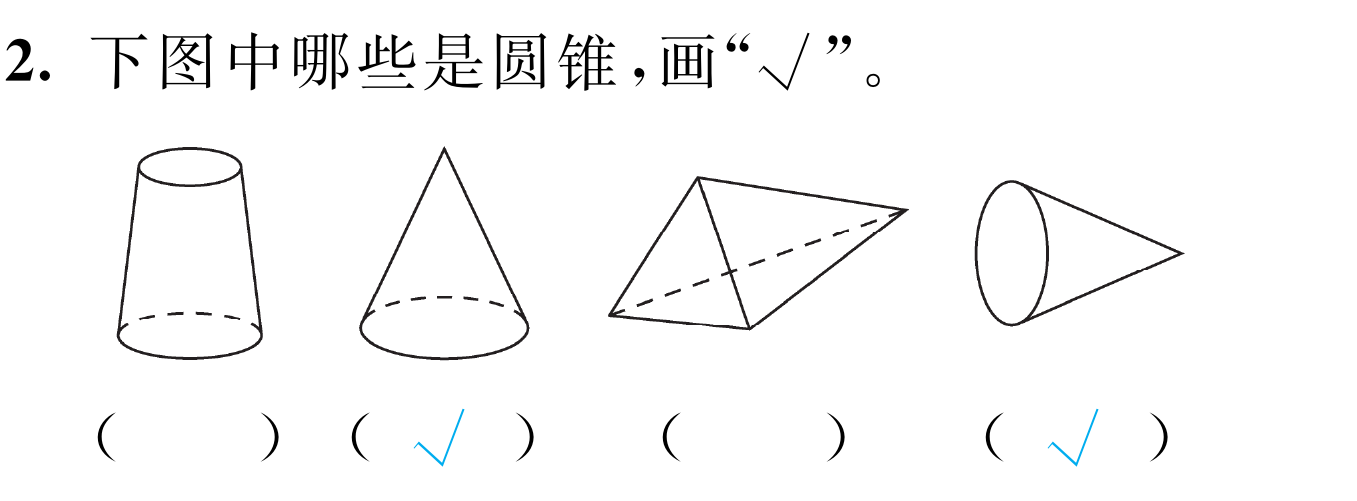 2. 下图中哪些是圆锥,画“√”。
( ) ( √ ) ( ) ( √ )